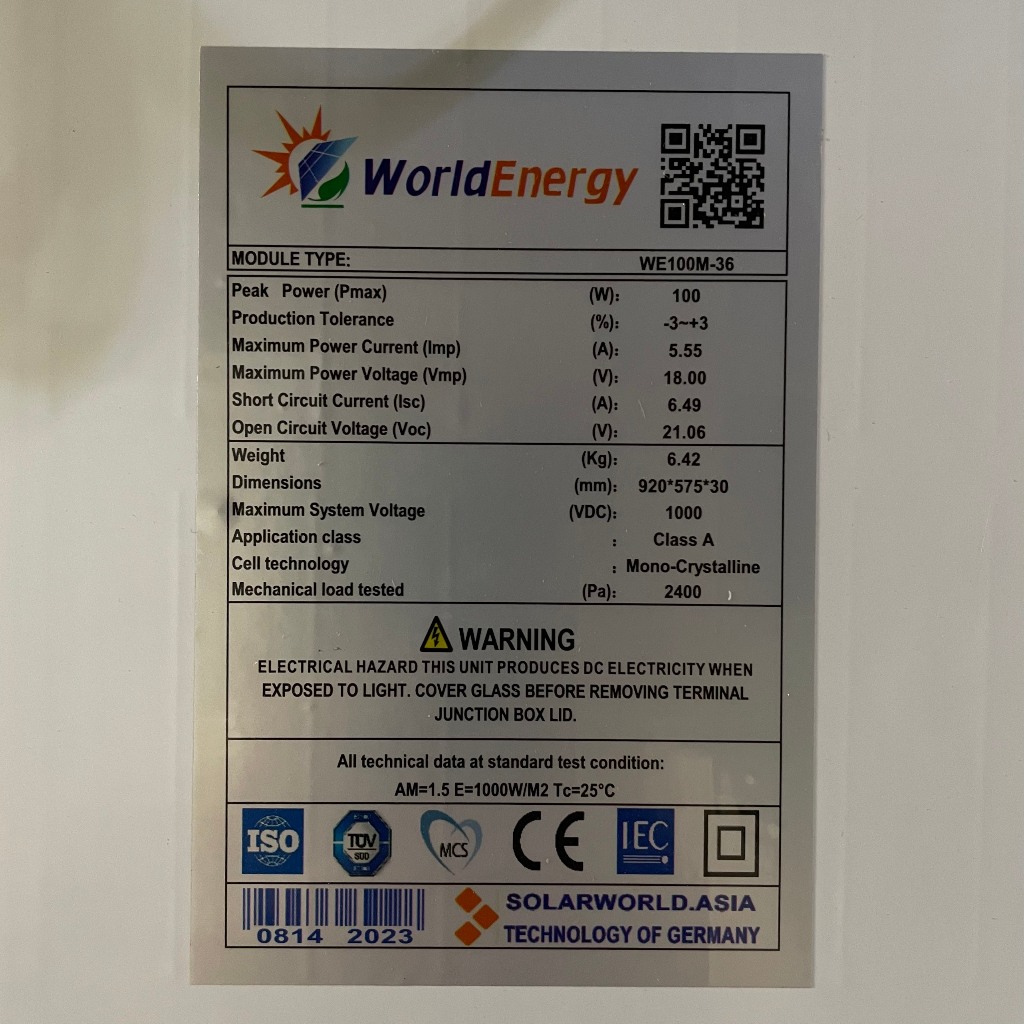 WorldEnergy
MODULE TYPE: WE100M-36
Peak Power (Pmax) (W): 100
Production Tolerance (%): -3~+3
Maximum Power Current (Imp) (A): 5.55
Maximum Power Voltage (Vmp) (V): 18.00
Short Circuit Current (Isc) (A): 6.49
Open Circuit Voltage (Voc) (V): 21.06
Weight (Kg): 6.42
Dimensions (mm): 920*575*30
Maximum System Voltage (VDC): 1000
Application class : Class A
Cell technology : Mono-Crystalline
Mechanical load tested (Pa): 2400
WARNING
ELECTRICAL HAZARD THIS UNIT PRODUCES DC ELECTRICITY WHEN
EXPOSED TO LIGHT. COVER GLASS BEFORE REMOVING TERMINAL
JUNCTION BOX LID.
All technical data at standard test condition:
AM=1.5 E=1000W/M2 Tc=25°C
ISO TÜV SÜD MCS CE IEC
0814 2023
SOLARWORLD.ASIA
TECHNOLOGY OF GERMANY